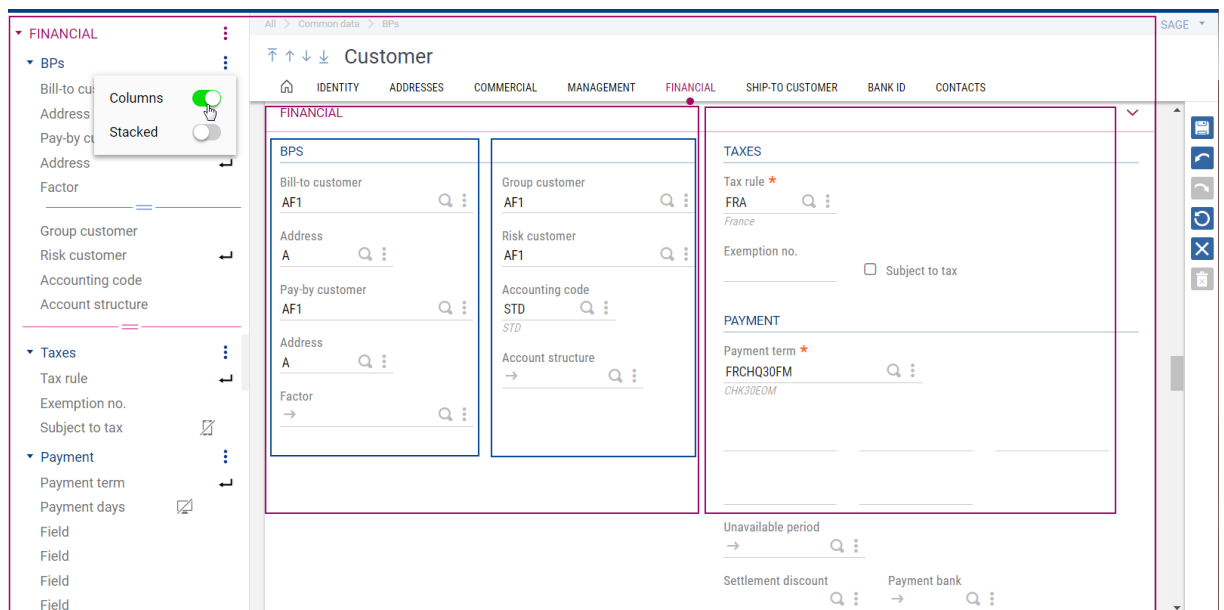 All > Common data > BPs
SAGE
FINANCIAL
BPs
Bill-to cu
Address
Pay-by cu
Address
Factor
Columns
Stacked
Group customer
Risk customer
Accounting code
Account structure
Taxes
Tax rule
Exemption no.
Subject to tax
Payment
Payment term
Payment days
Field
Field
Field
Field
Customer
IDENTITY ADDRESSES COMMERCIAL MANAGEMENT FINANCIAL SHIP-TO CUSTOMER BANK ID CONTACTS
FINANCIAL
BPS
Bill-to customer
AF1
Address
A
Pay-by customer
AF1
Address
A
Factor
Group customer
AF1
Risk customer
AF1
Accounting code
STD
STD
Account structure
TAXES
Tax rule *
FRA
France
Exemption no.
Subject to tax
PAYMENT
Payment term *
FRCHQ30FM
CHK30EOM
Unavailable period
Settlement discount Payment bank